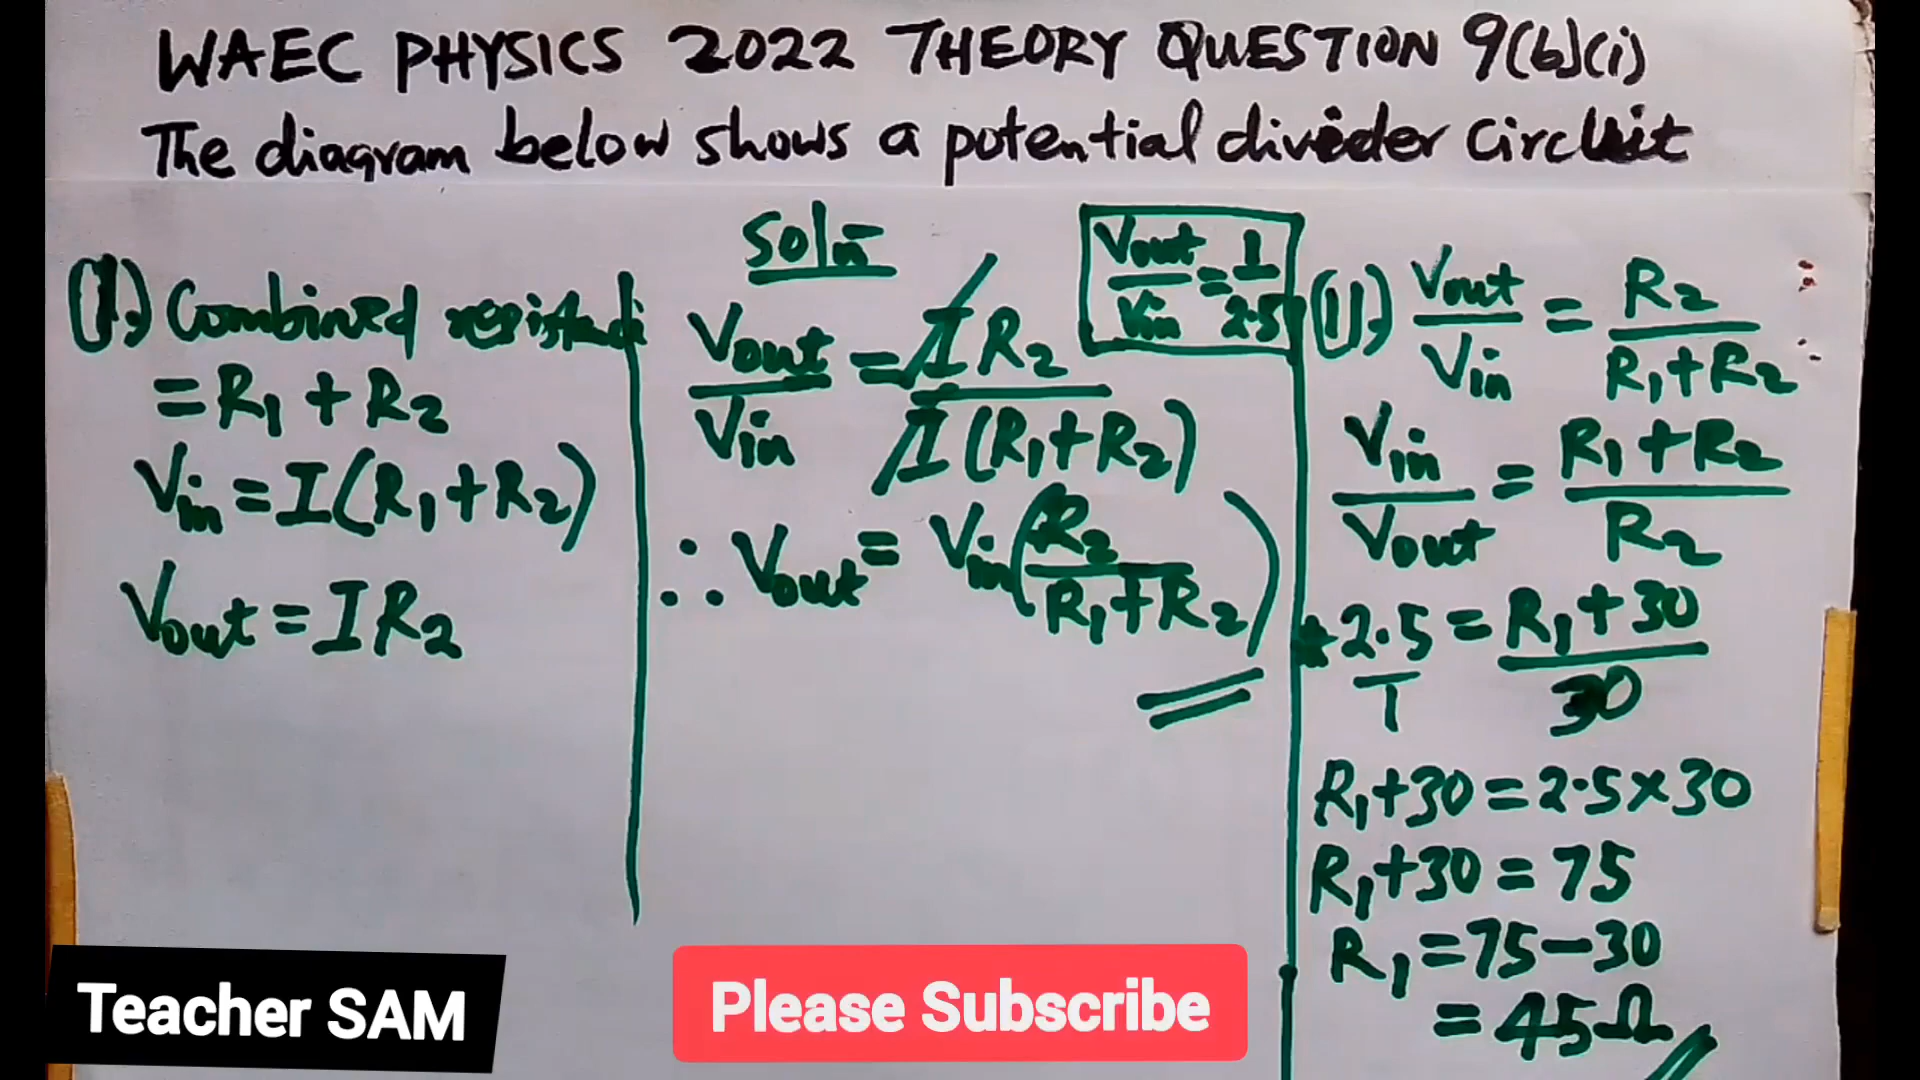 WAEC PHYSICS 2022 THEORY QUESTION 9(b)(i)
The diagram below shows a potential divider circuit
Soln
(I.) Combined
= R₁ + R₂
Vin = I(R₁+R₂)
Vout = IR₂
Vout/Vin = IR₂/I(R₁+R₂)
∴ Vout = Vin(R₂/R₁+R₂)
Vout/Vin = 1/2.5
(II.) Vout/Vin = R₂/R₁+R₂
Vin/Vout = R₁+R₂/R₂
2.5/1 = R₁+30/30
R₁+30 = 2.5×30
R₁+30 = 75
R₁ = 75-30
= 45Ω
Teacher SAM
Please Subscribe